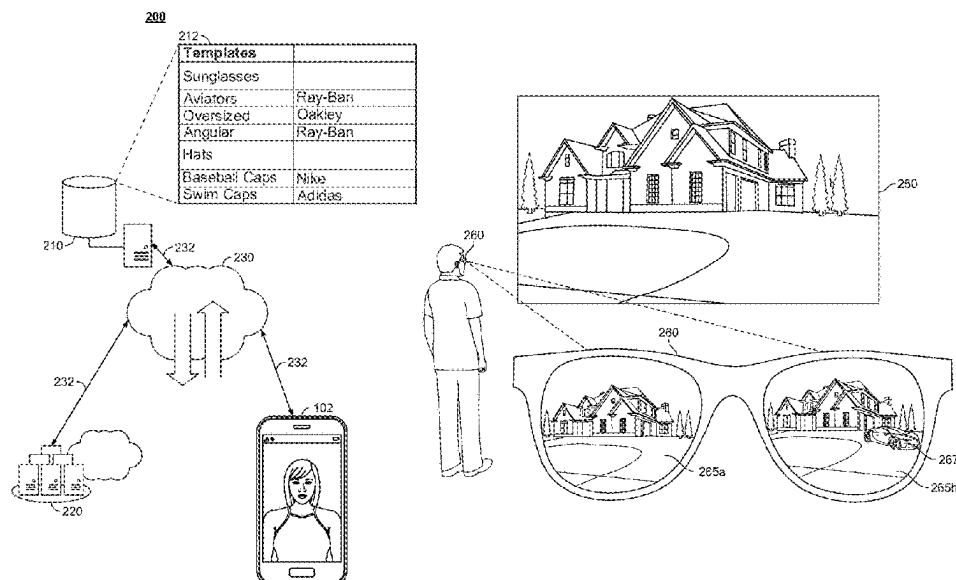 200
212
Templates
Sunglasses
Aviators Ray-Ban
Oversized Oakley
Angular Ray-Ban
Hats
Baseball Caps Nike
Swim Caps Adidas
210
232
230
232
232
220
102
250
260
260
265a
267
265b